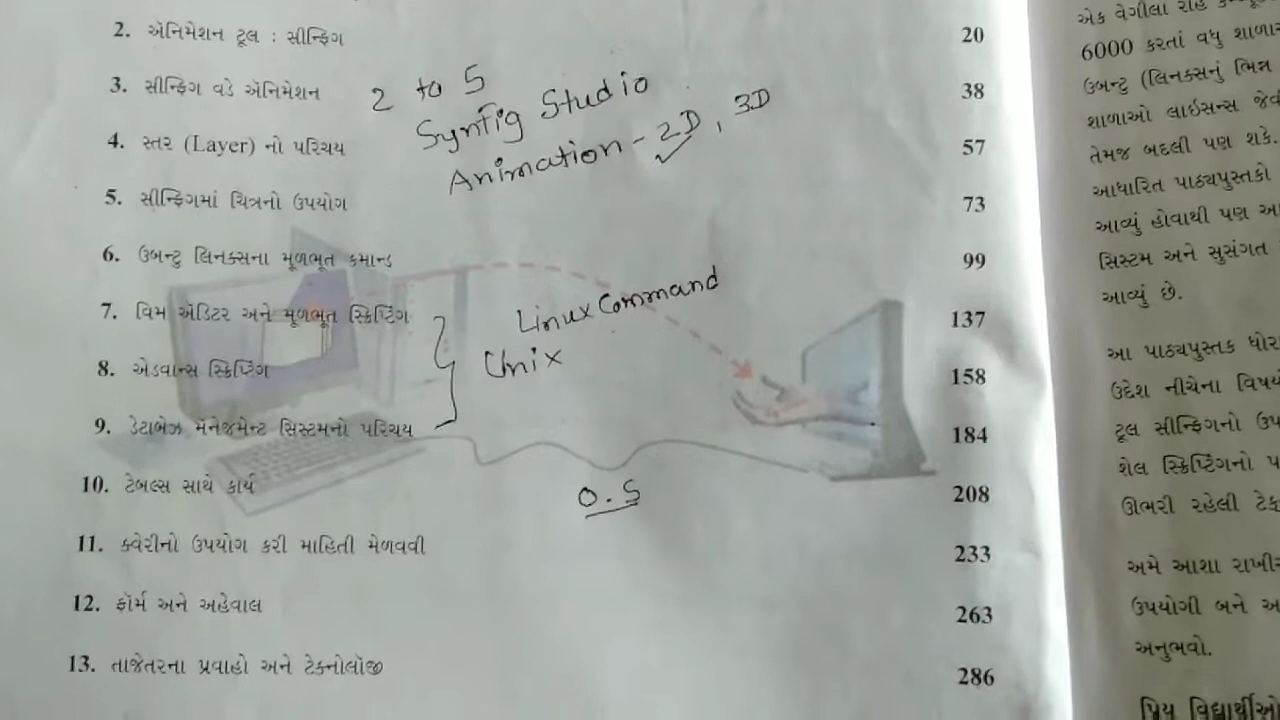 2. ઍનિમેશન ટૂલ : સીન્ફિગ 20
3. સીન્ફિગ વડે ઍનિમેશન 38
4. સ્તર (Layer) નો પરિચય 57
5. સીન્ફિગમાં ચિત્રનો ઉપયોગ 73
6. ઉબન્ટુ લિનક્સના મૂળભૂત કમાન્ડ 99
7. વિમ ઍડિટર અને મૂળભૂત સ્ક્રિપ્ટિંગ 137
8. એડવાન્સ સ્ક્રિપ્ટિંગ 158
9. ડેટાબેઝ મૅનેજમેન્ટ સિસ્ટમનો પરિચય 184
10. ટેબલ્સ સાથે કાર્ય 208
11. ક્વેરીનો ઉપયોગ કરી માહિતી મેળવવી 233
12. ફૉર્મ અને અહેવાલ 263
13. તાજેતરના પ્રવાહો અને ટેક્નોલૉજી 286
2 to 5
Synfig Studio
Animation - 2D, 3D
Linux Command
Unix
O.S
એક વેગીલા
6000 કરતાં વધુ
ઉબન્ટુ (લિનક્સનું ભિન્ન
શાળાઓ લાઇસન્સ
તેમજ બદલી પણ શકે.
આધારિત પાઠ્યપુસ્તકો
આવ્યું હોવાથી પણ
સિસ્ટમ અને સુસંગત
આવ્યું છે.
આ પાઠ્યપુસ્તક
ઉદેશ નીચેના
ટૂલ સીન્ફિગનો
શેલ સ્ક્રિપ્ટિંગનો
ઊભરી રહેલી
અમે આશા
ઉપયોગી બને
અનુભવો.
પ્રિય વિદ્યાર્થીઓ